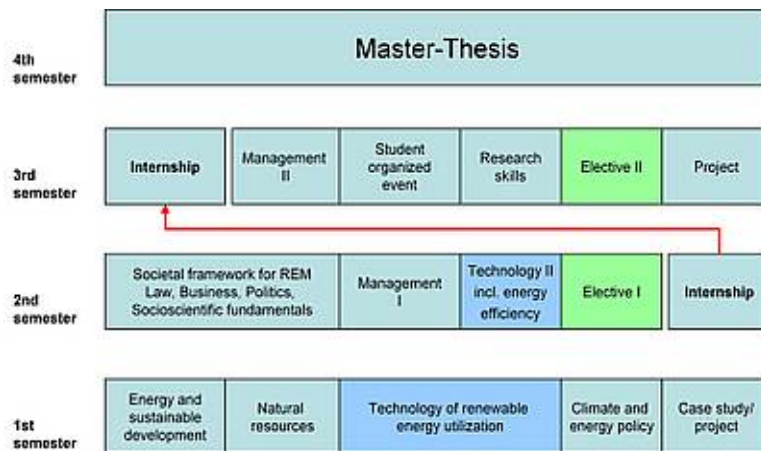 4th
semester
Master-Thesis
3rd
semester
Internship
Management
II
Student
organized
event
Research
skills
Elective II
Project
2nd
semester
Societal framework for REM
Law, Business, Politics,
Socioscientific fundamentals
Management
I
Technology II
incl. energy
efficiency
Elective I
Internship
1st
semester
Energy and
sustainable
development
Natural
resources
Technology of renewable
energy utilization
Climate and
energy policy
Case study/
project